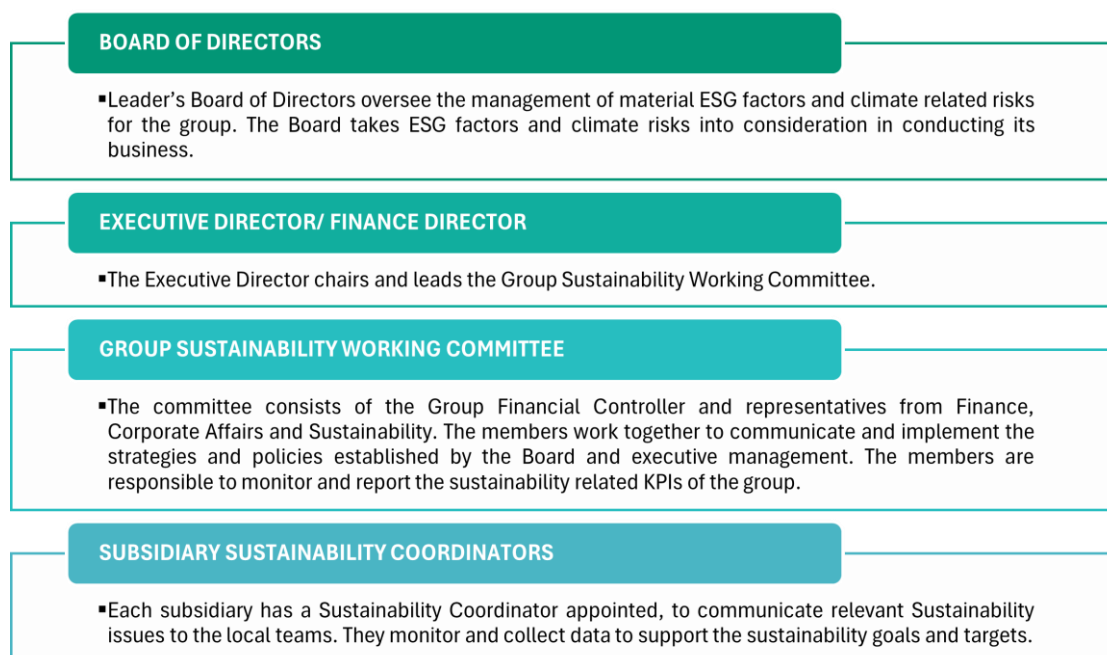 BOARD OF DIRECTORS
▪Leader’s Board of Directors oversee the management of material ESG factors and climate related risks
for the group. The Board takes ESG factors and climate risks into consideration in conducting its
business.
EXECUTIVE DIRECTOR/ FINANCE DIRECTOR
▪The Executive Director chairs and leads the Group Sustainability Working Committee.
GROUP SUSTAINABILITY WORKING COMMITTEE
▪The committee consists of the Group Financial Controller and representatives from Finance,
Corporate Affairs and Sustainability. The members work together to communicate and implement the
strategies and policies established by the Board and executive management. The members are
responsible to monitor and report the sustainability related KPIs of the group.
SUBSIDIARY SUSTAINABILITY COORDINATORS
▪Each subsidiary has a Sustainability Coordinator appointed, to communicate relevant Sustainability
issues to the local teams. They monitor and collect data to support the sustainability goals and targets.